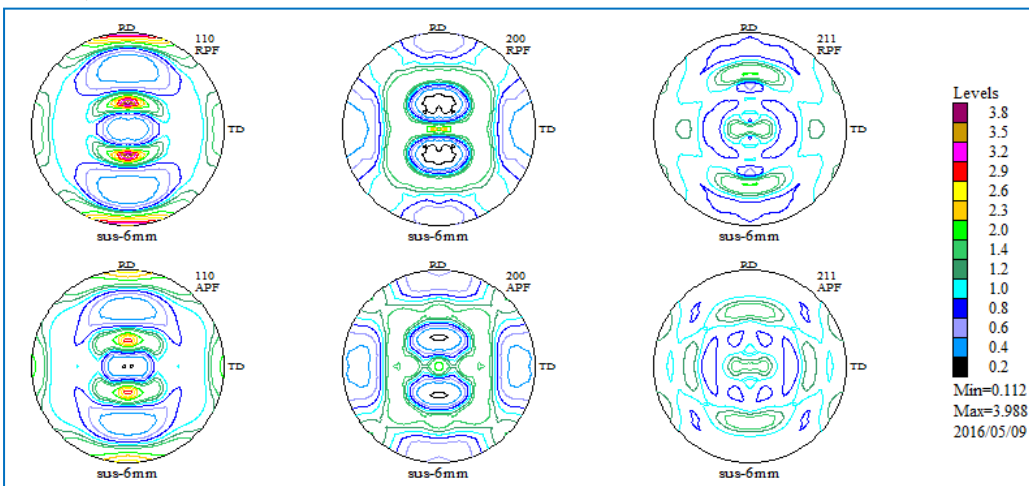 RD
110
RPF
TD
sus-6mm
RD
200
RPF
TD
sus-6mm
RD
211
RPF
TD
sus-6mm
RD
110
APF
TD
sus-6mm
RD
200
APF
TD
sus-6mm
RD
211
APF
TD
sus-6mm
Levels
3.8
3.5
3.2
2.9
2.6
2.3
2.0
1.4
1.2
1.0
0.8
0.6
0.4
0.2
Min=0.112
Max=3.988
2016/05/09